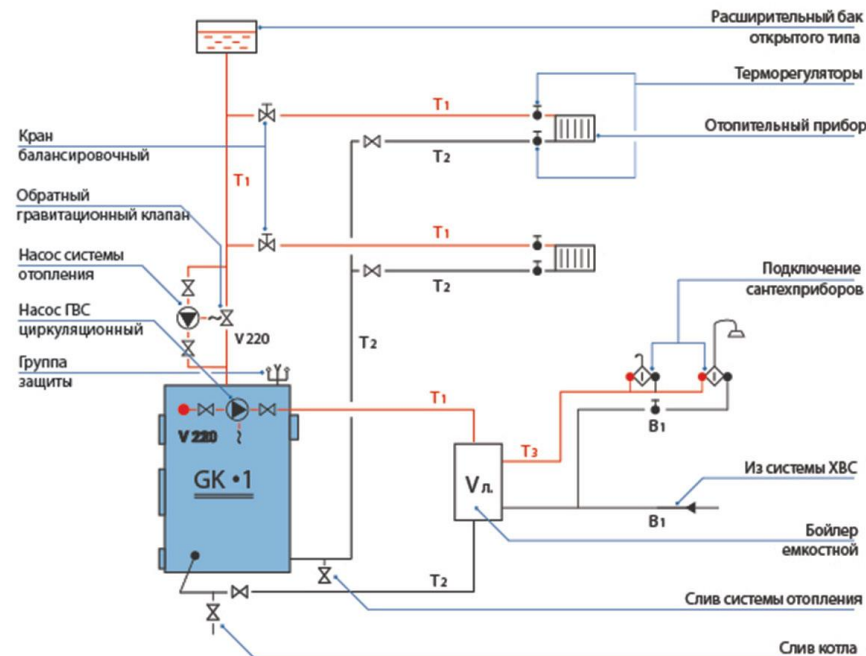 Расширительный бак
открытого типа
Терморегуляторы
T1
Кран
балансировочный
Отопительный прибор
T2
T1
Обратный
гравитационный клапан
T1
Насос системы
отопления
Подключение
сантехприборов
T2
Насос ГВС
циркуляционный
V 220
T2
Группа
защиты
T1
V 220
B1
T3
GK • 1
Vл.
Из системы ХВС
B1
Бойлер
емкостной
T2
Слив системы отопления
Слив котла